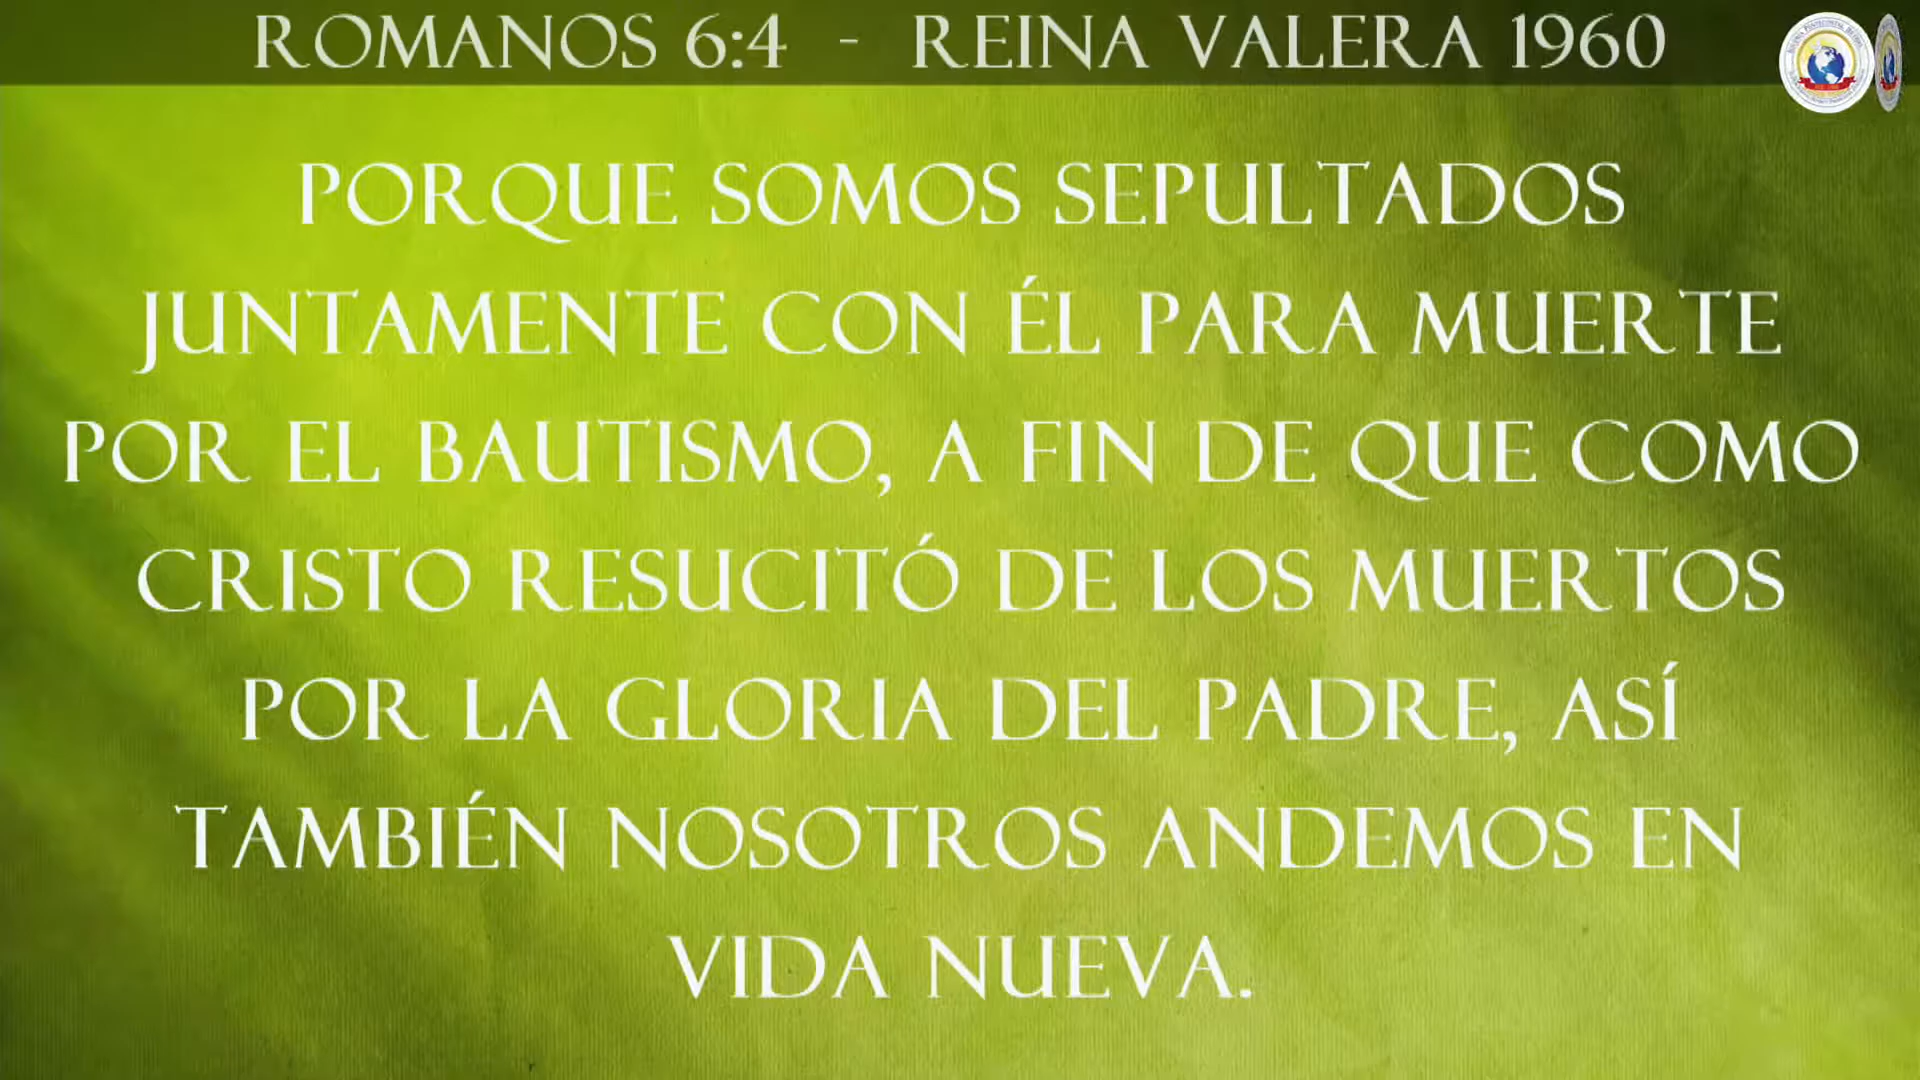 ROMANOS 6:4 - REINA VALERA 1960
PORQUE SOMOS SEPULTADOS
JUNTAMENTE CON ÉL PARA MUERTE
POR EL BAUTISMO, A FIN DE QUE COMO
CRISTO RESUCITÓ DE LOS MUERTOS
POR LA GLORIA DEL PADRE, ASÍ
TAMBIÉN NOSOTROS ANDEMOS EN
VIDA NUEVA.